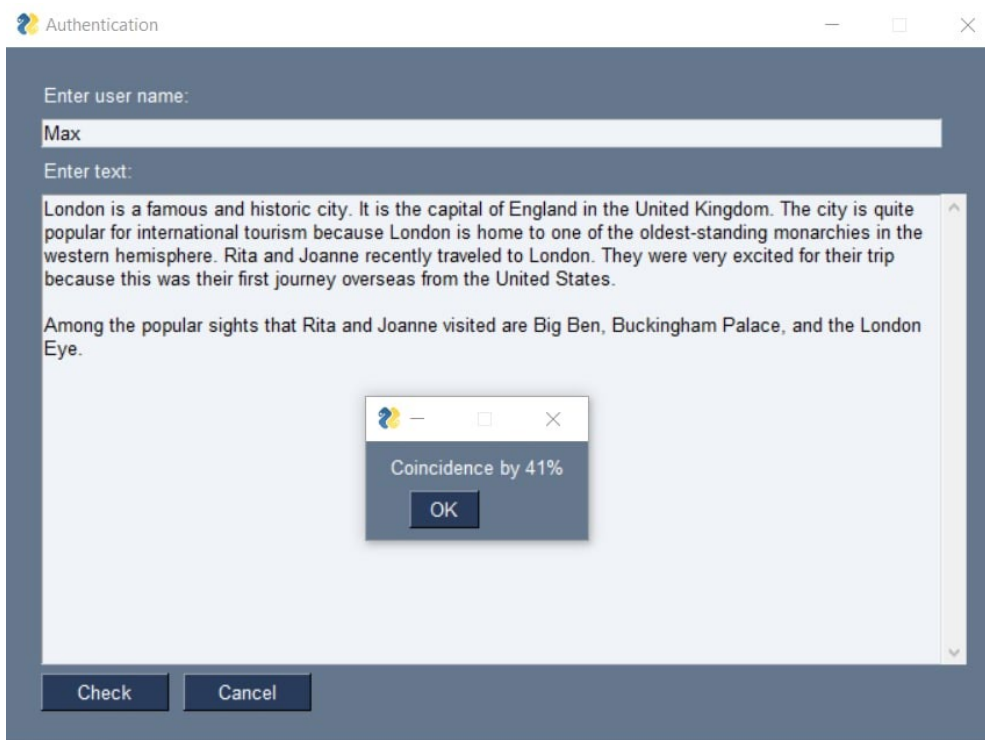 Authentication
Enter user name:
Max
Enter text:
London is a famous and historic city. It is the capital of England in the United Kingdom. The city is quite
popular for international tourism because London is home to one of the oldest-standing monarchies in the
western hemisphere. Rita and Joanne recently traveled to London. They were very excited for their trip
because this was their first journey overseas from the United States.
Among the popular sights that Rita and Joanne visited are Big Ben, Buckingham Palace, and the London
Eye.
Coincidence by 41%
OK
Check Cancel